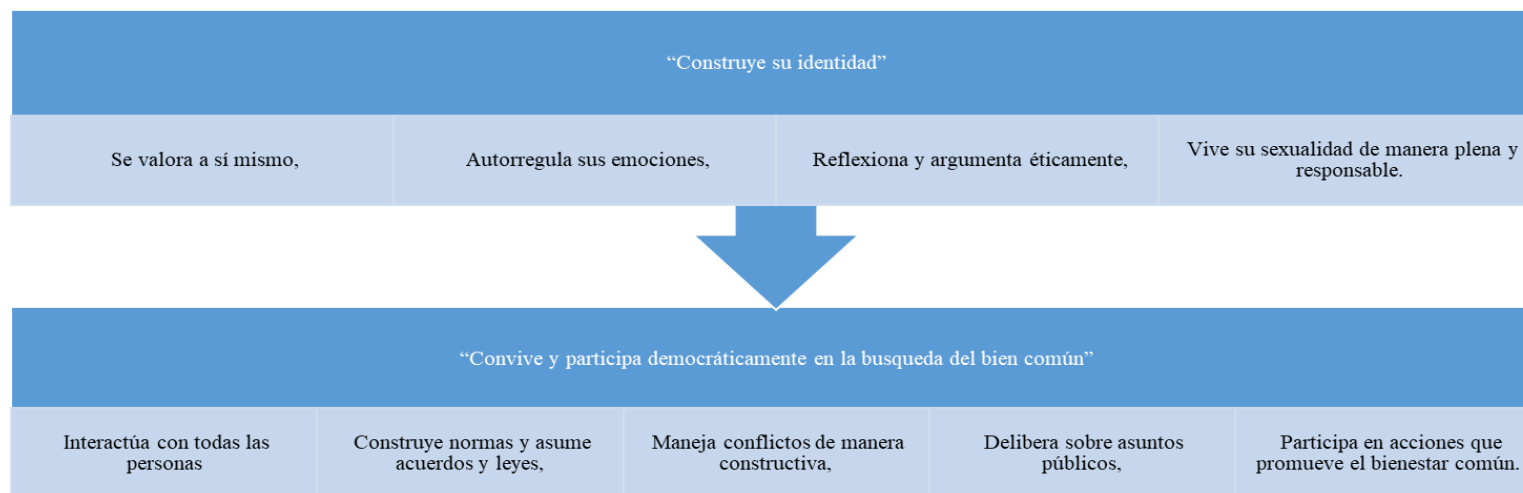 “Construye su identidad”
Se valora a sí mismo,
Autorregula sus emociones,
Reflexiona y argumenta éticamente,
Vive su sexualidad de manera plena y
responsable.
“Convive y participa democráticamente en la busqueda del bien común”
Interactúa con todas las
personas
Construye normas y asume
acuerdos y leyes,
Maneja conflictos de manera
constructiva,
Delibera sobre asuntos
públicos,
Participa en acciones que
promueve el bienestar común.